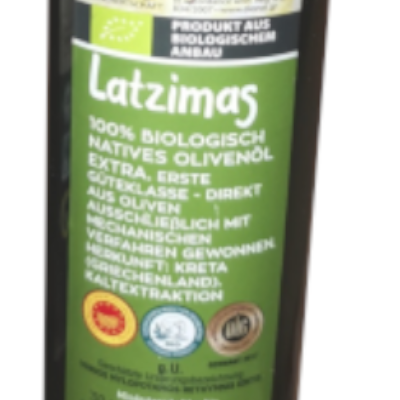 PRODUKT AUS
BIOLOGISCHEM
ANBAU
Latzimas
100% BIOLOGISCH
NATIVES OLIVENÖL
EXTRA. ERSTE
GÜTEKLASSE - DIREKT
AUS OLIVEN
AUSSCHLIEẞLICH MIT
MECHANISCHEN
VERFAHREN GEWONNEN.
HERKUNFT: KRETA
(GRIECHENLAND).
KALTEXTRAKTION
g.U.